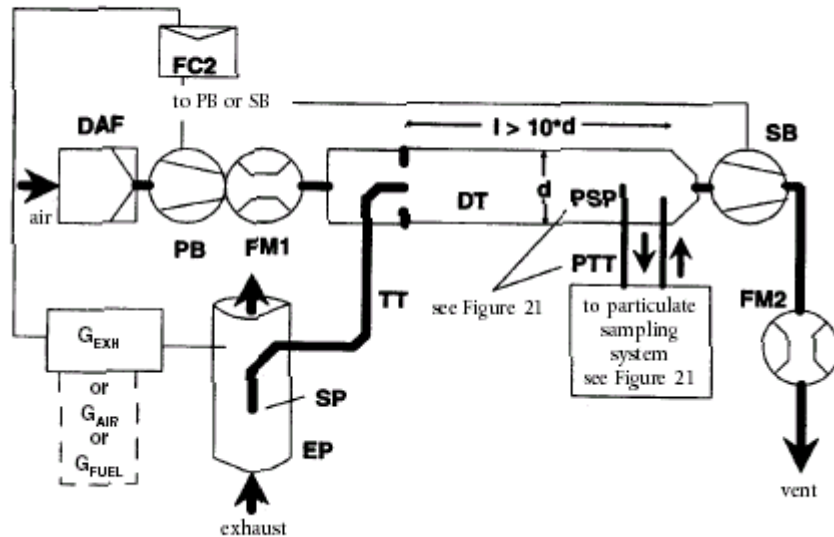 FC2
to PB or SB
DAF
l > 10*d
SB
air
d
DT
PSP
PB
FM1
TT
PTT
see Figure 21
FM2
to particulate
sampling
system
see Figure 21
G_EXH
or
G_AIR
or
G_FUEL
SP
EP
exhaust
vent